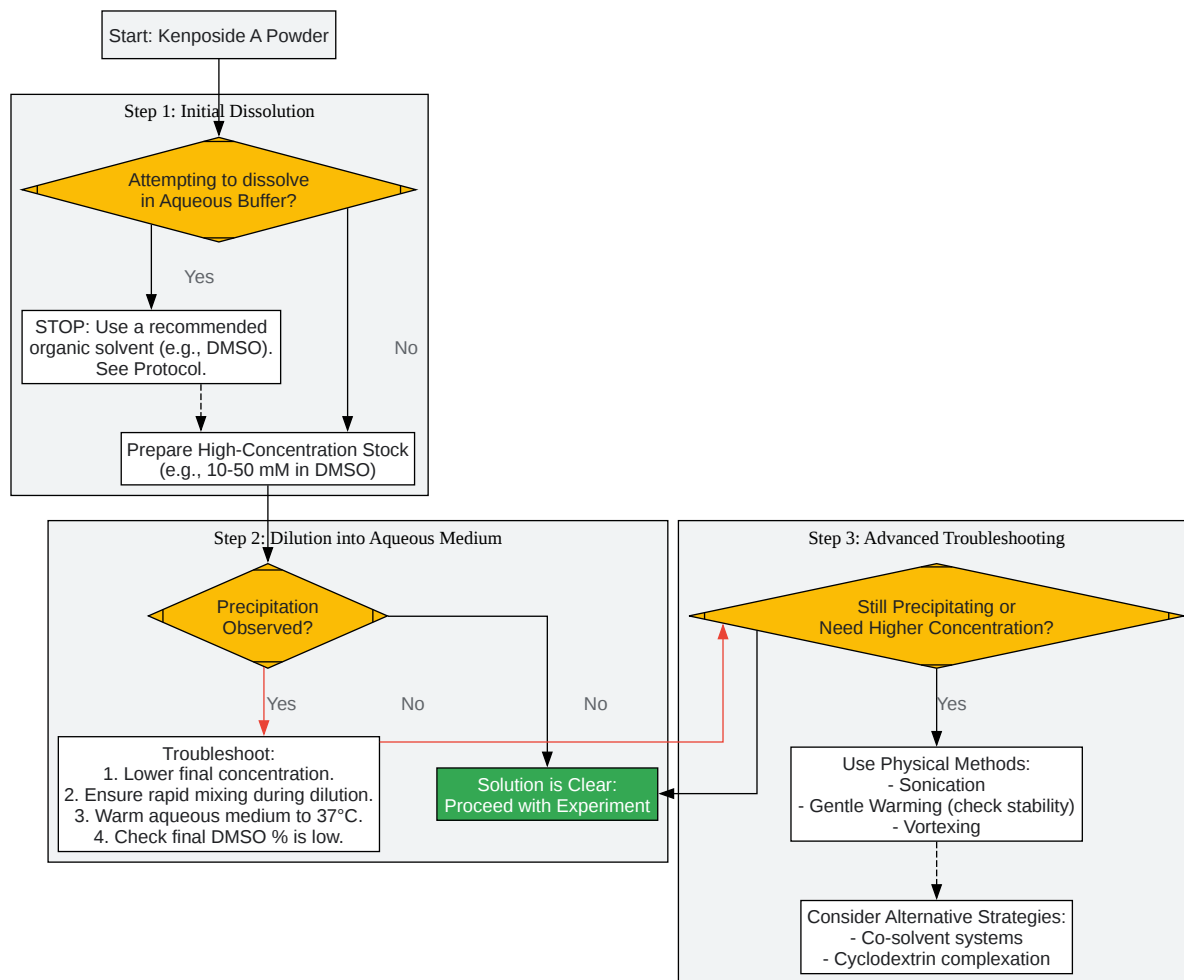 Start: Kenposide A Powder
Step 1: Initial Dissolution
Attempting to dissolve
in Aqueous Buffer?
Yes
No
STOP: Use a recommended
organic solvent (e.g., DMSO).
See Protocol.
Prepare High-Concentration Stock
(e.g., 10-50 mM in DMSO)
Step 2: Dilution into Aqueous Medium
Precipitation
Observed?
Yes
No
No
Troubleshoot:
1. Lower final concentration.
2. Ensure rapid mixing during dilution.
3. Warm aqueous medium to 37°C.
4. Check final DMSO % is low.
Solution is Clear:
Proceed with Experiment
Step 3: Advanced Troubleshooting
Still Precipitating or
Need Higher Concentration?
Yes
Use Physical Methods:
- Sonication
- Gentle Warming (check stability)
- Vortexing
Consider Alternative Strategies:
- Co-solvent systems
- Cyclodextrin complexation